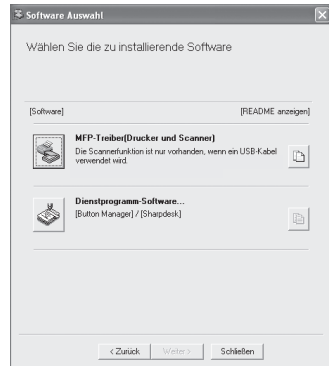 Software Auswahl
Wählen Sie die zu installierende Software
[Software] [README anzeigen]
MFP-Treiber(Drucker und Scanner)
Die Scannerfunktion ist nur vorhanden, wenn ein USB-Kabel
verwendet wird.
Dienstprogramm-Software...
[Button Manager] / [Sharpdesk]
< Zurück Weiter > Schließen